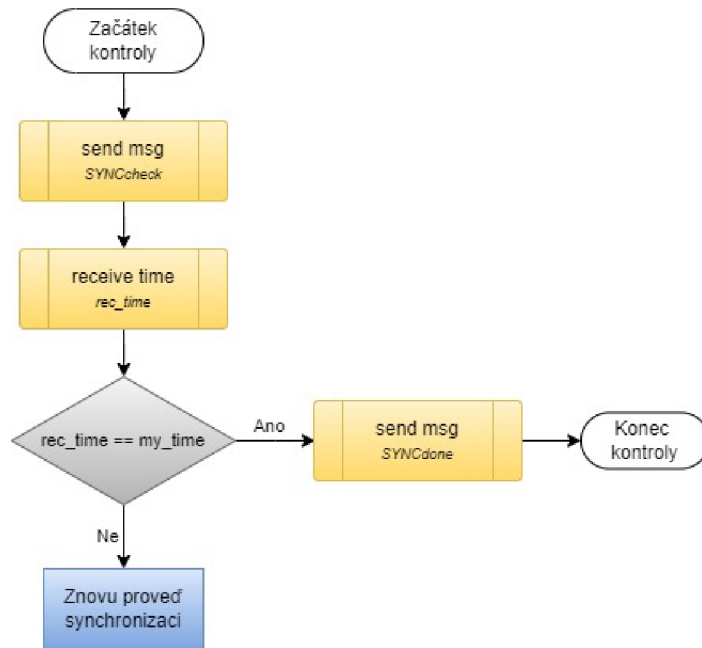 Začátek
kontroly
send msg
SYNCcheck
receive time
rec_time
rec_time == my_time
Ano
send msg
SYNCdone
Konec
kontroly
Ne
Znovu proveď
synchronizaci